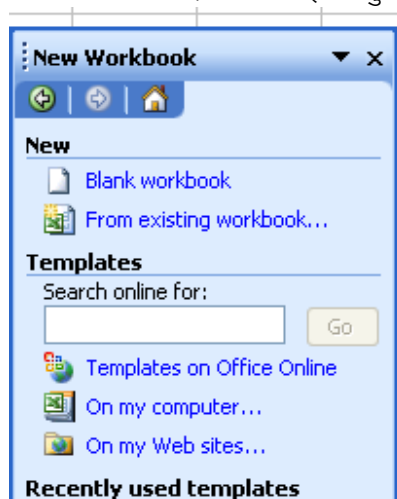 New Workbook
New
Blank workbook
From existing workbook...
Templates
Search online for:
Go
Templates on Office Online
On my computer...
On my Web sites...
Recently used templates